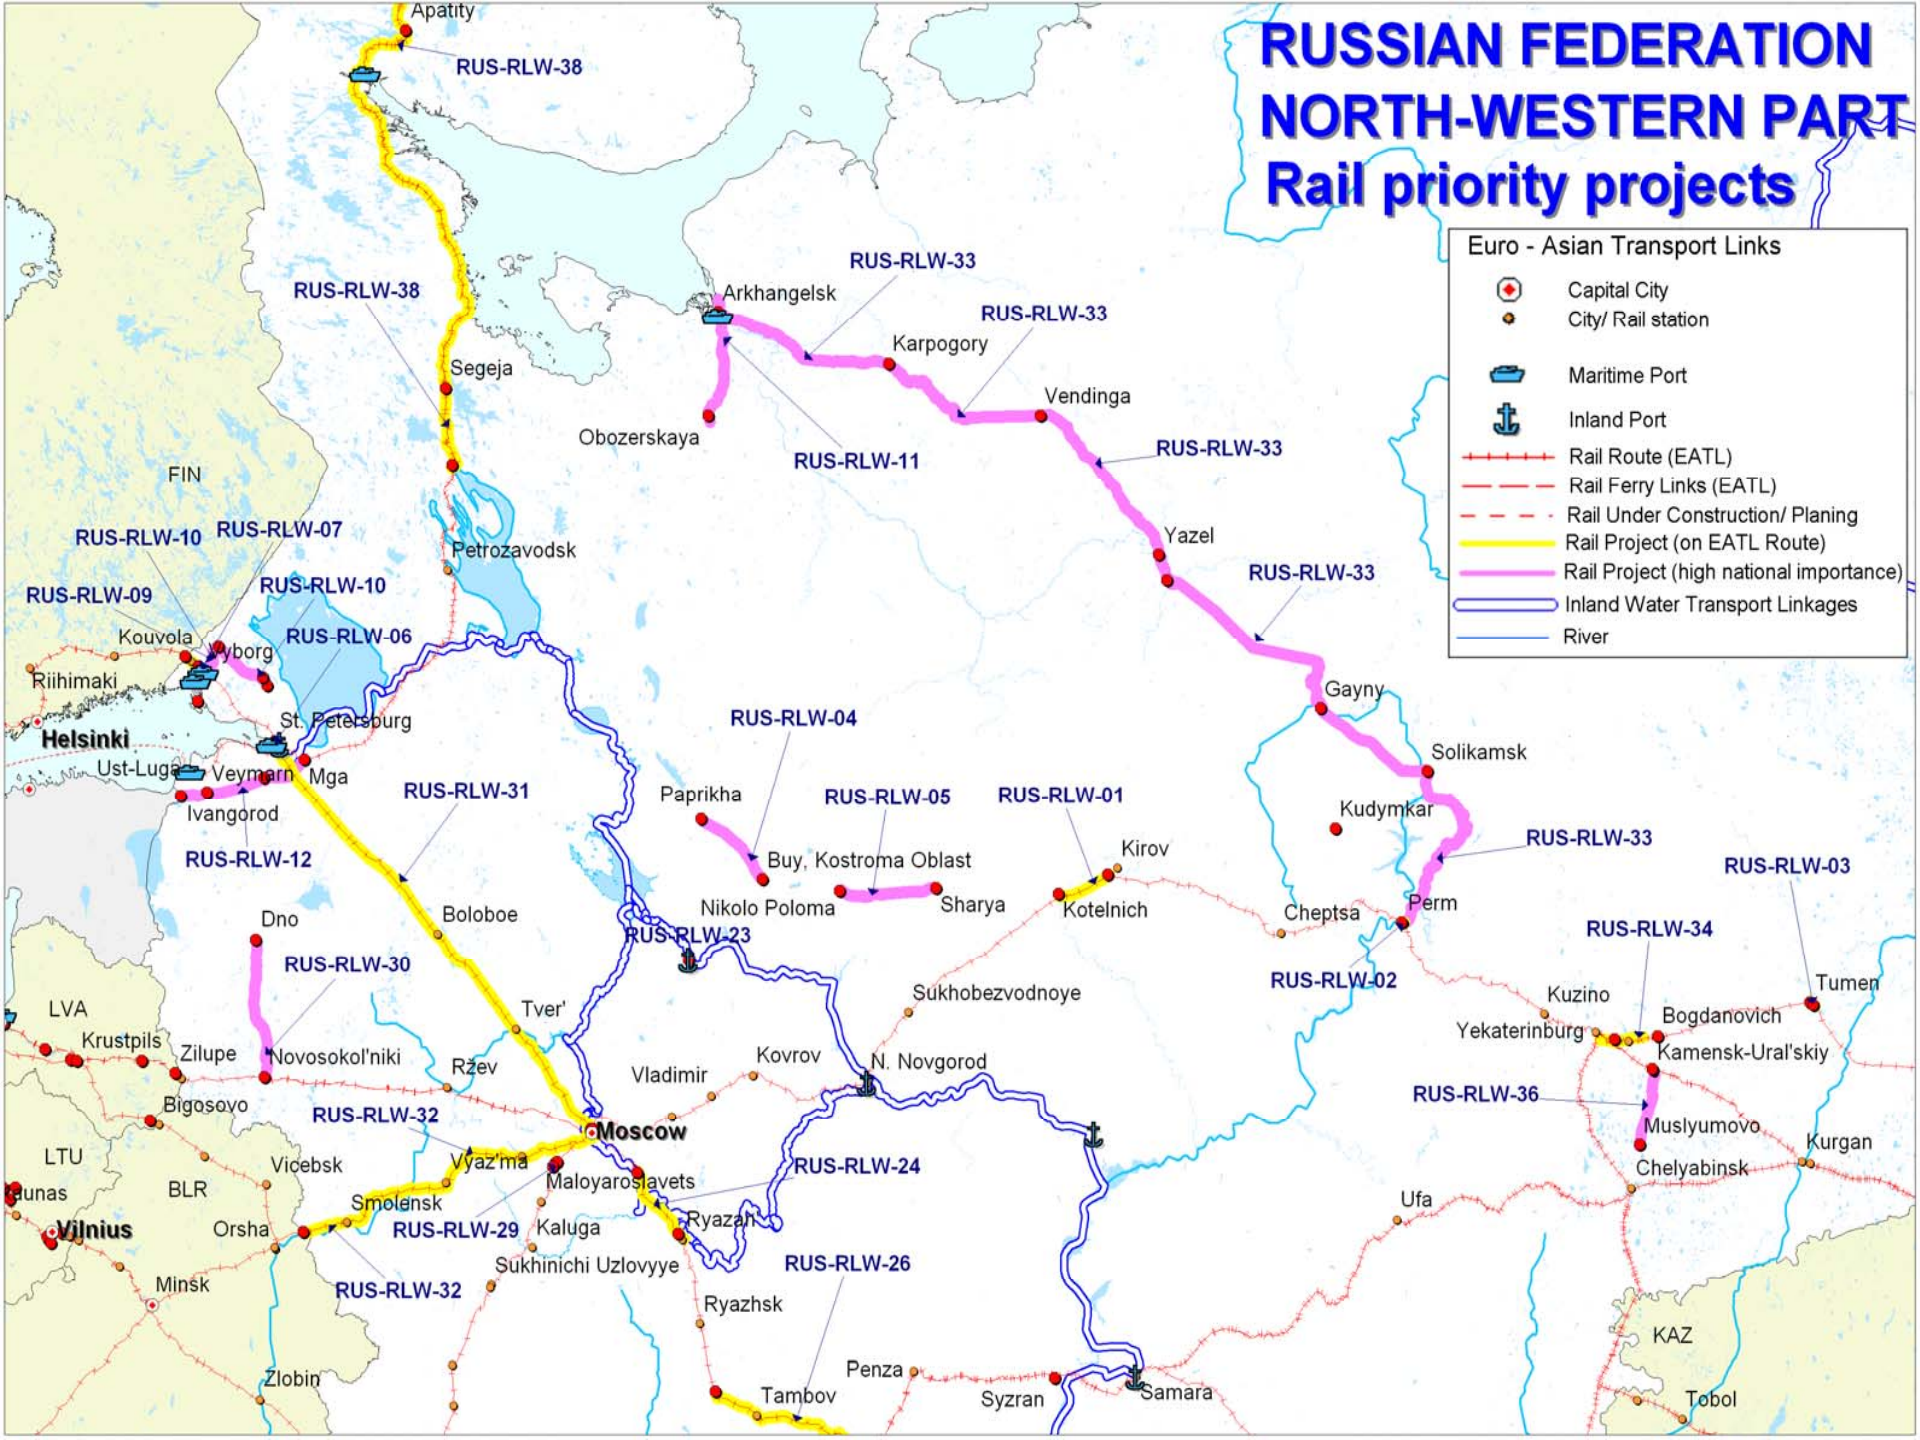 RUSSIAN FEDERATION
NORTH-WESTERN PART
Rail priority projects
Euro - Asian Transport Links
Capital City
City/ Rail station
Maritime Port
Inland Port
Rail Route (EATL)
Rail Ferry Links (EATL)
Rail Under Construction/ Planing
Rail Project (on EATL Route)
Rail Project (high national importance)
Inland Water Transport Linkages
River
Apatity
RUS-RLW-38
RUS-RLW-33
RUS-RLW-38
Arkhangelsk
RUS-RLW-33
Karpogory
Segeja
Vendinga
Obozerskaya
RUS-RLW-33
RUS-RLW-11
FIN
RUS-RLW-10
RUS-RLW-07
Yazel
Petrozavodsk
RUS-RLW-33
RUS-RLW-09
RUS-RLW-10
Kouvola
RUS-RLW-06
Vyborg
Riihimaki
Gayny
St. Petersburg
RUS-RLW-04
Helsinki
Solikamsk
Ust-Luga
Veymarn
Mga
RUS-RLW-31
Paprikha
RUS-RLW-05
RUS-RLW-01
Ivangorod
Kudymkar
RUS-RLW-33
RUS-RLW-12
Kirov
Buy, Kostroma Oblast
RUS-RLW-03
Nikolo Poloma
Sharya
Kotelnich
Cheptsa
Perm
Dno
Boloboe
RUS-RLW-23
RUS-RLW-34
RUS-RLW-30
RUS-RLW-02
Sukhobezvodnoye
Kuzino
Tumen
LVA
Tver'
Yekaterinburg
Bogdanovich
Krustpils
Zilupe
Novosokol'niki
Ržev
Vladimir
Kovrov
N. Novgorod
Kamensk-Ural'skiy
RUS-RLW-36
Bigosovo
RUS-RLW-32
Moscow
Muslyumovo
Kurgan
LTU
BLR
Vicebsk
Vyaz'ma
RUS-RLW-24
Chelyabinsk
Maloyaroslavets
aunas
Smolensk
Vilnius
Orsha
RUS-RLW-29
Kaluga
Ryazan
Ufa
Sukhinichi Uzlovyye
RUS-RLW-26
Minsk
RUS-RLW-32
Ryazhsk
KAZ
Zlobin
Tambov
Penza
Syzran
Samara
Tobol